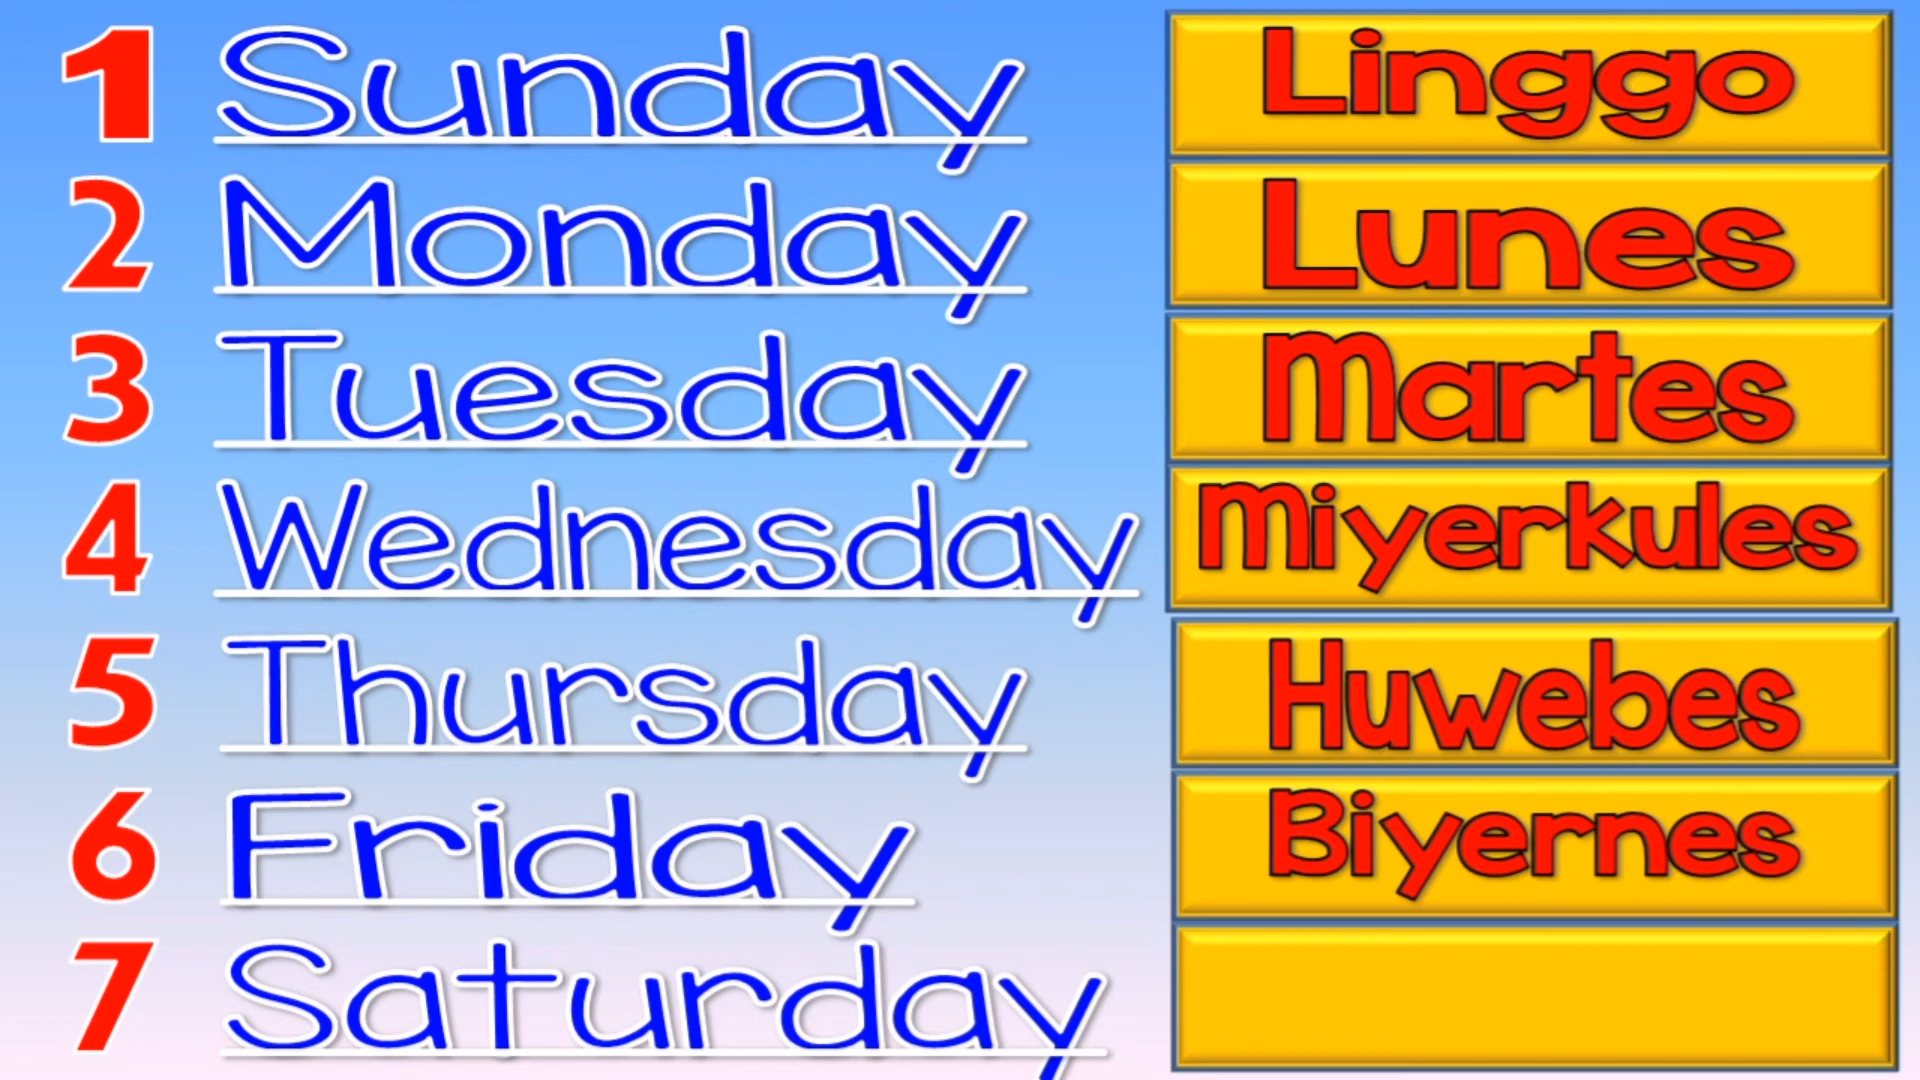 1 Sunday Linggo
2 Monday Lunes
3 Tuesday Martes
4 Wednesday Miyerkules
5 Thursday Huwebes
6 Friday Biyernes
7 Saturday